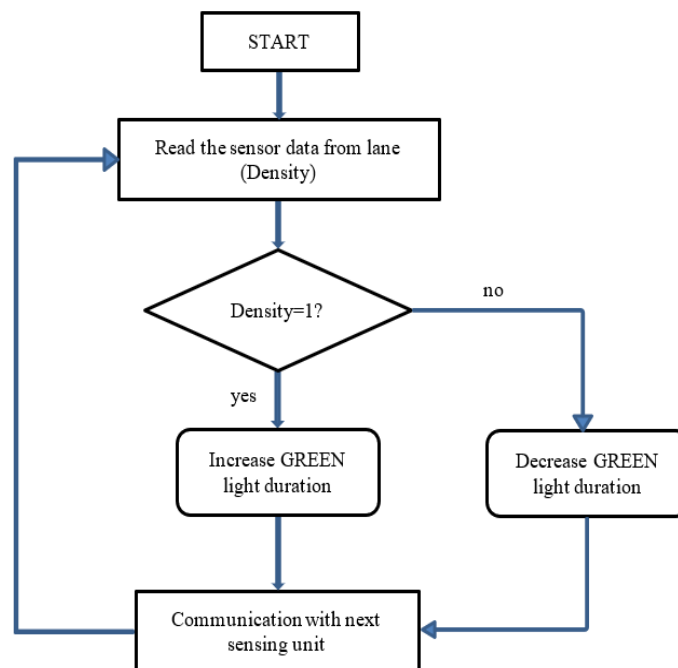 START
Read the sensor data from lane
(Density)
Density=1?
no
yes
Increase GREEN
light duration
Decrease GREEN
light duration
Communication with next
sensing unit